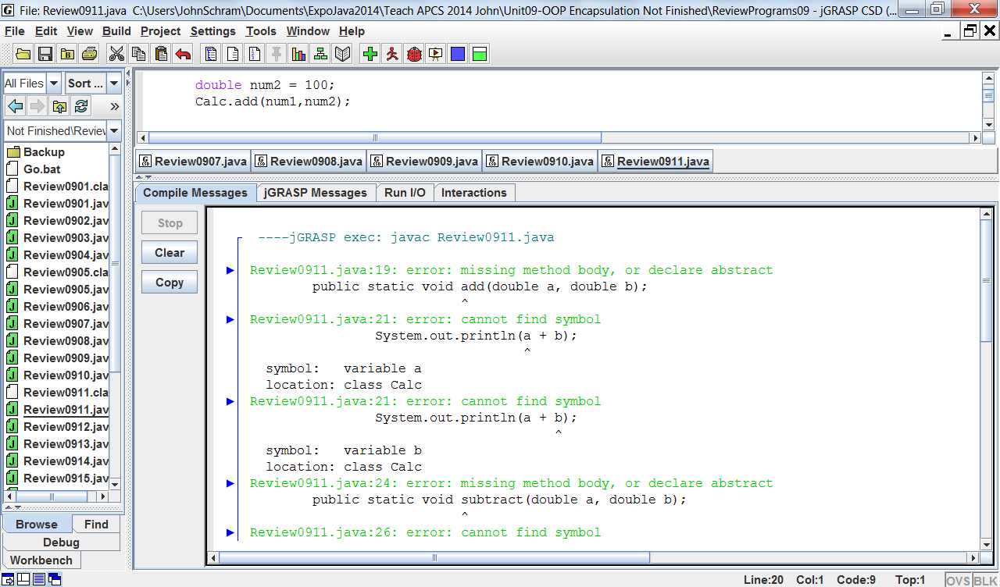 File: Review0911.java C:\Users\JohnSchram\Documents\ExpoJava2014\Teach APCS 2014 John\Unit09-OOP Encapsulation Not Finished\ReviewPrograms09 - jGRASP CSD (...
File Edit View Build Project Settings Tools Window Help
All Files Sort ...
»
Not Finished\Review
Backup
Go.bat
Review0901.cla
Review0901.jav
Review0902.jav
Review0903.jav
Review0904.jav
Review0905.cla
Review0905.jav
Review0906.jav
Review0907.jav
Review0908.jav
Review0909.jav
Review0910.jav
Review0911.cla
Review0911.jav
Review0912.jav
Review0913.jav
Review0914.jav
Review0915.jav
Browse Find
Debug
Workbench
double num2 = 100;
Calc.add(num1,num2);
Review0907.java Review0908.java Review0909.java Review0910.java Review0911.java
Compile Messages jGRASP Messages Run I/O Interactions
Stop
Clear
Copy
----jGRASP exec: javac Review0911.java
Review0911.java:19: error: missing method body, or declare abstract
public static void add(double a, double b);
^
Review0911.java:21: error: cannot find symbol
System.out.println(a + b);
^
symbol: variable a
location: class Calc
Review0911.java:21: error: cannot find symbol
System.out.println(a + b);
^
symbol: variable b
location: class Calc
Review0911.java:24: error: missing method body, or declare abstract
public static void subtract(double a, double b);
^
Review0911.java:26: error: cannot find symbol
Line:20 Col:1 Code:9 Top:1 OVS BLK